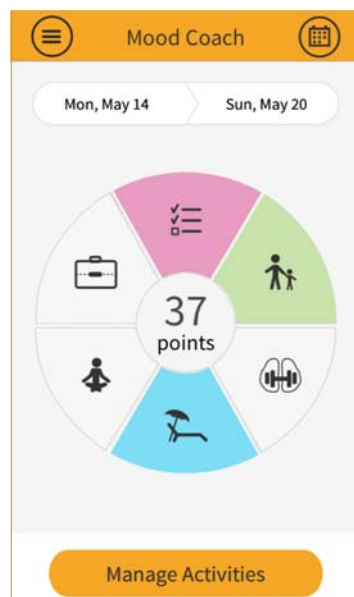 Mood Coach
Mon, May 14
Sun, May 20
37
points
Manage Activities